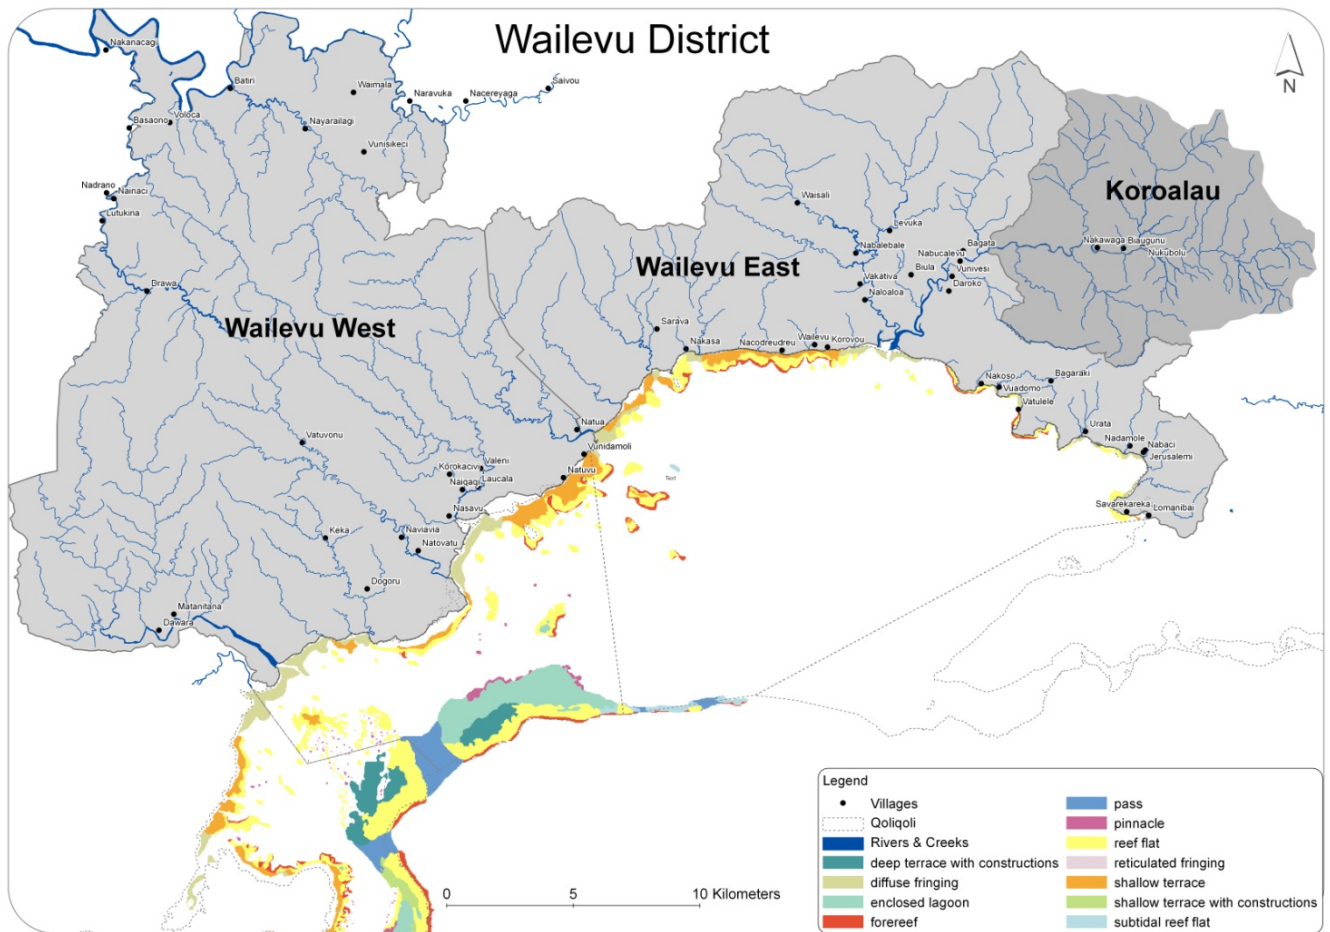 Wailevu District
N
Nakanacagi
Batiri
Waimala
Saivou
Naravuka
Nacereyaga
Basaono
Voloca
Nayarailagi
Vunisikeci
Nadrano
Nainaci
Lutukina
Koroalau
Waisali
Levuka
Nabalebale
Nabucalevu
Bagata
Nakawaga
Biaugunu
Nukubolu
Wailevu East
Biula
Vunivesi
Vakativa
Daroko
Naloaloa
Brawa
Wailevu West
Sarava
Nakasa
Nacodreudreu
Wailevu
Korovou
Nakoso
Vuadomo
Bagaraki
Vatulele
Natua
Urata
Vatuvonu
Nadamole
Nabaci
Jerusalemi
Vunidamoli
Valeni
Korokacivi
Natuvu
Text
Naiqaqi
Laucala
Nasavu
Savarekareka
Lomanibai
Keka
Naviavia
Natovatu
Dogoru
Matanitana
Dawara
Legend
Villages
Qoliqoli
Rivers & Creeks
deep terrace with constructions
diffuse fringing
enclosed lagoon
forereef
pass
pinnacle
reef flat
reticulated fringing
shallow terrace
shallow terrace with constructions
subtidal reef flat
0 5 10 Kilometers